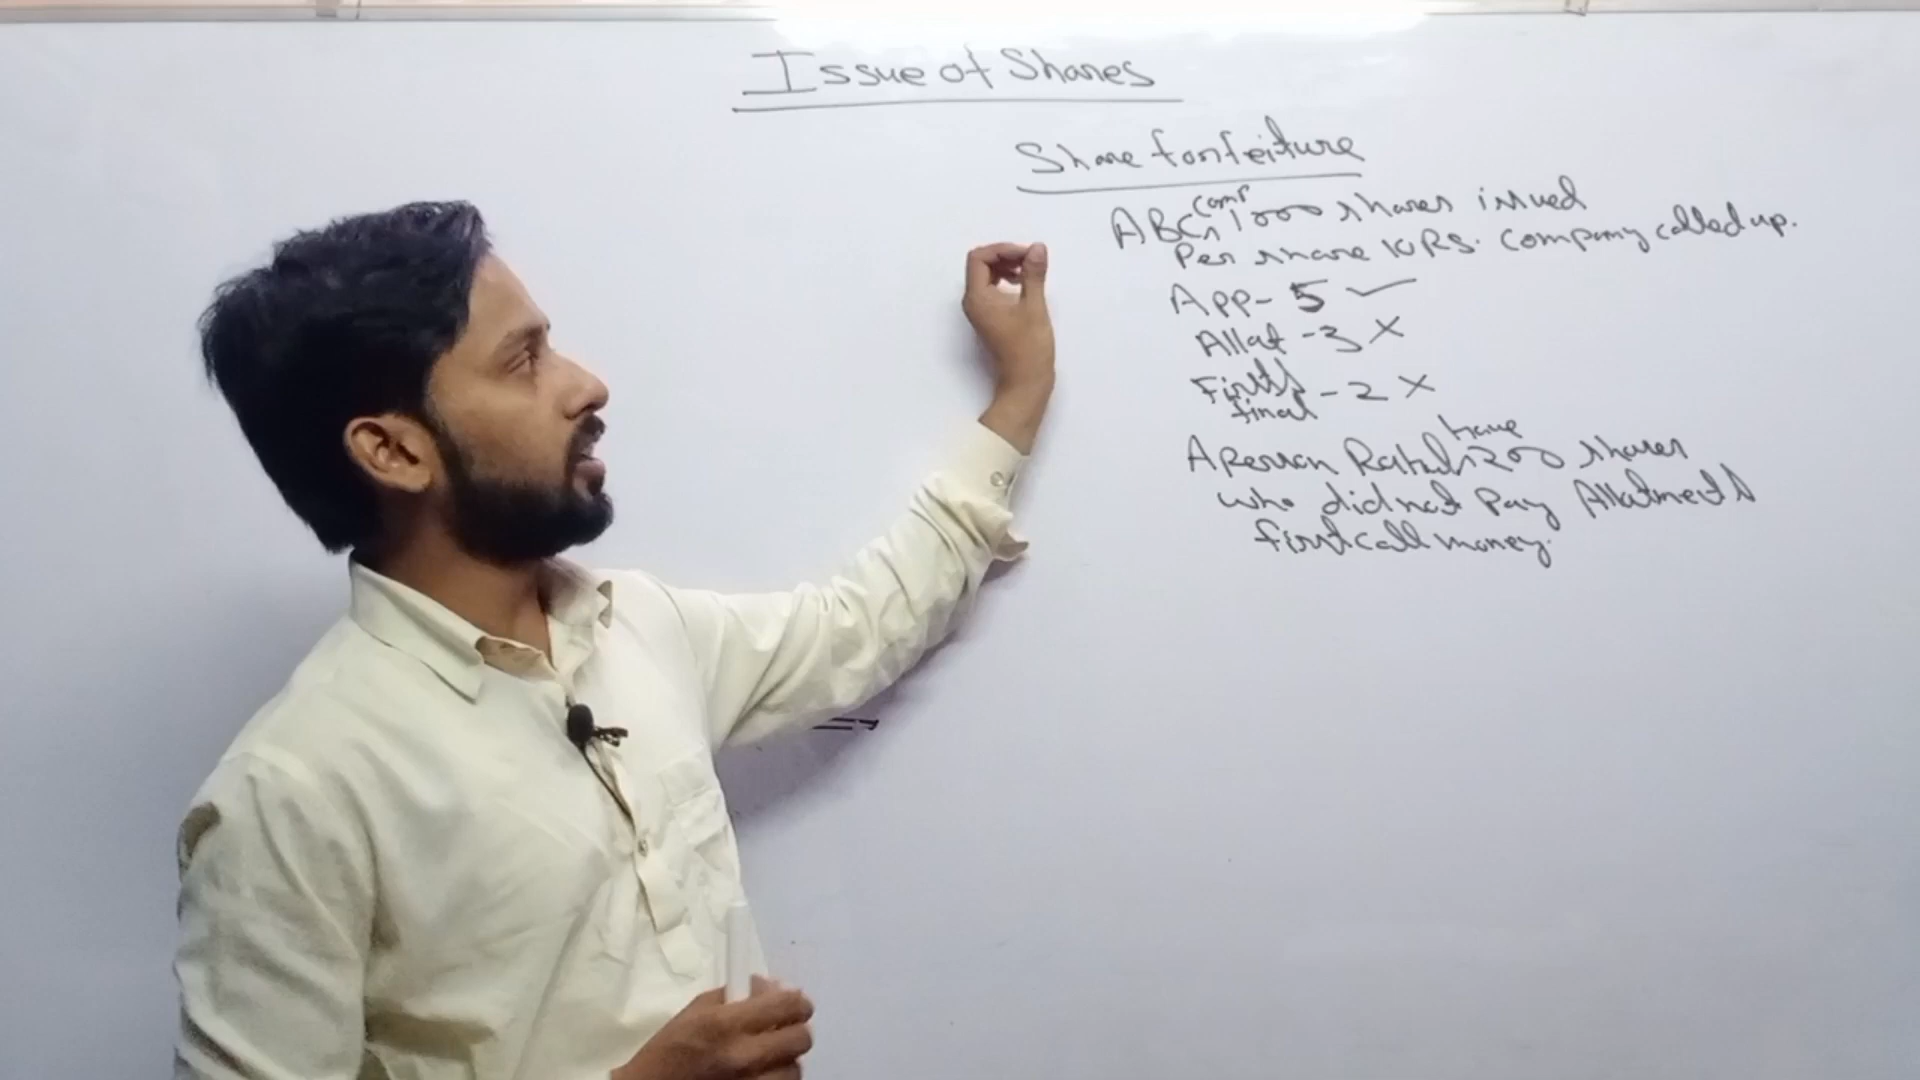 Issue of Shares
Share forfeiture
ABC comp 1000 shares issued
Per share 10 RS. Company called up.
App - 5 ✓
Allot - 3 ×
First & final - 2 ×
A Person have 200 shares
who did not Pay Allotment &
first call money.